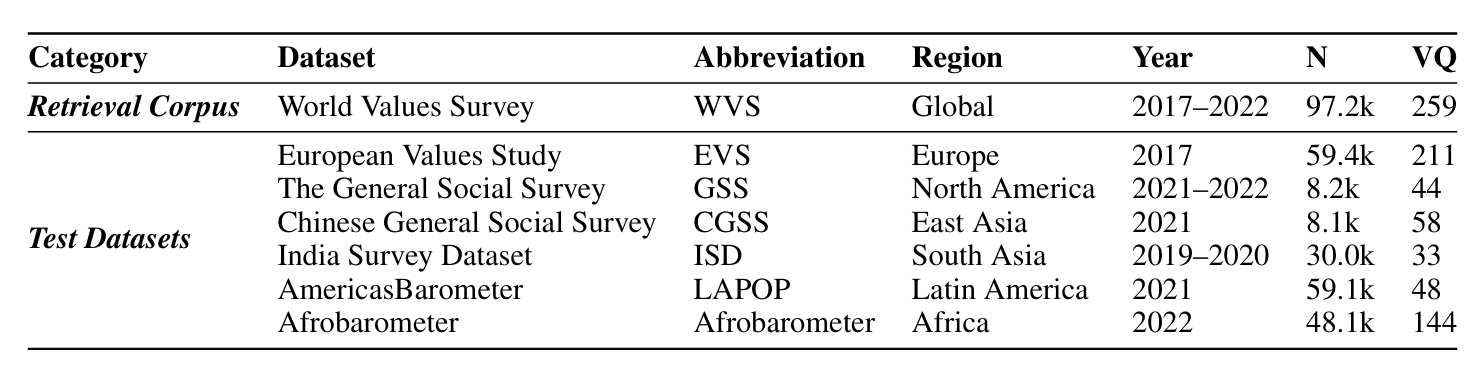 Category Dataset Abbreviation Region Year N VQ
Retrieval Corpus World Values Survey WVS Global 2017–2022 97.2k 259
European Values Study EVS Europe 2017 59.4k 211
The General Social Survey GSS North America 2021–2022 8.2k 44
Chinese General Social Survey CGSS East Asia 2021 8.1k 58
Test Datasets
India Survey Dataset ISD South Asia 2019–2020 30.0k 33
AmericasBarometer LAPOP Latin America 2021 59.1k 48
Afrobarometer Afrobarometer Africa 2022 48.1k 144